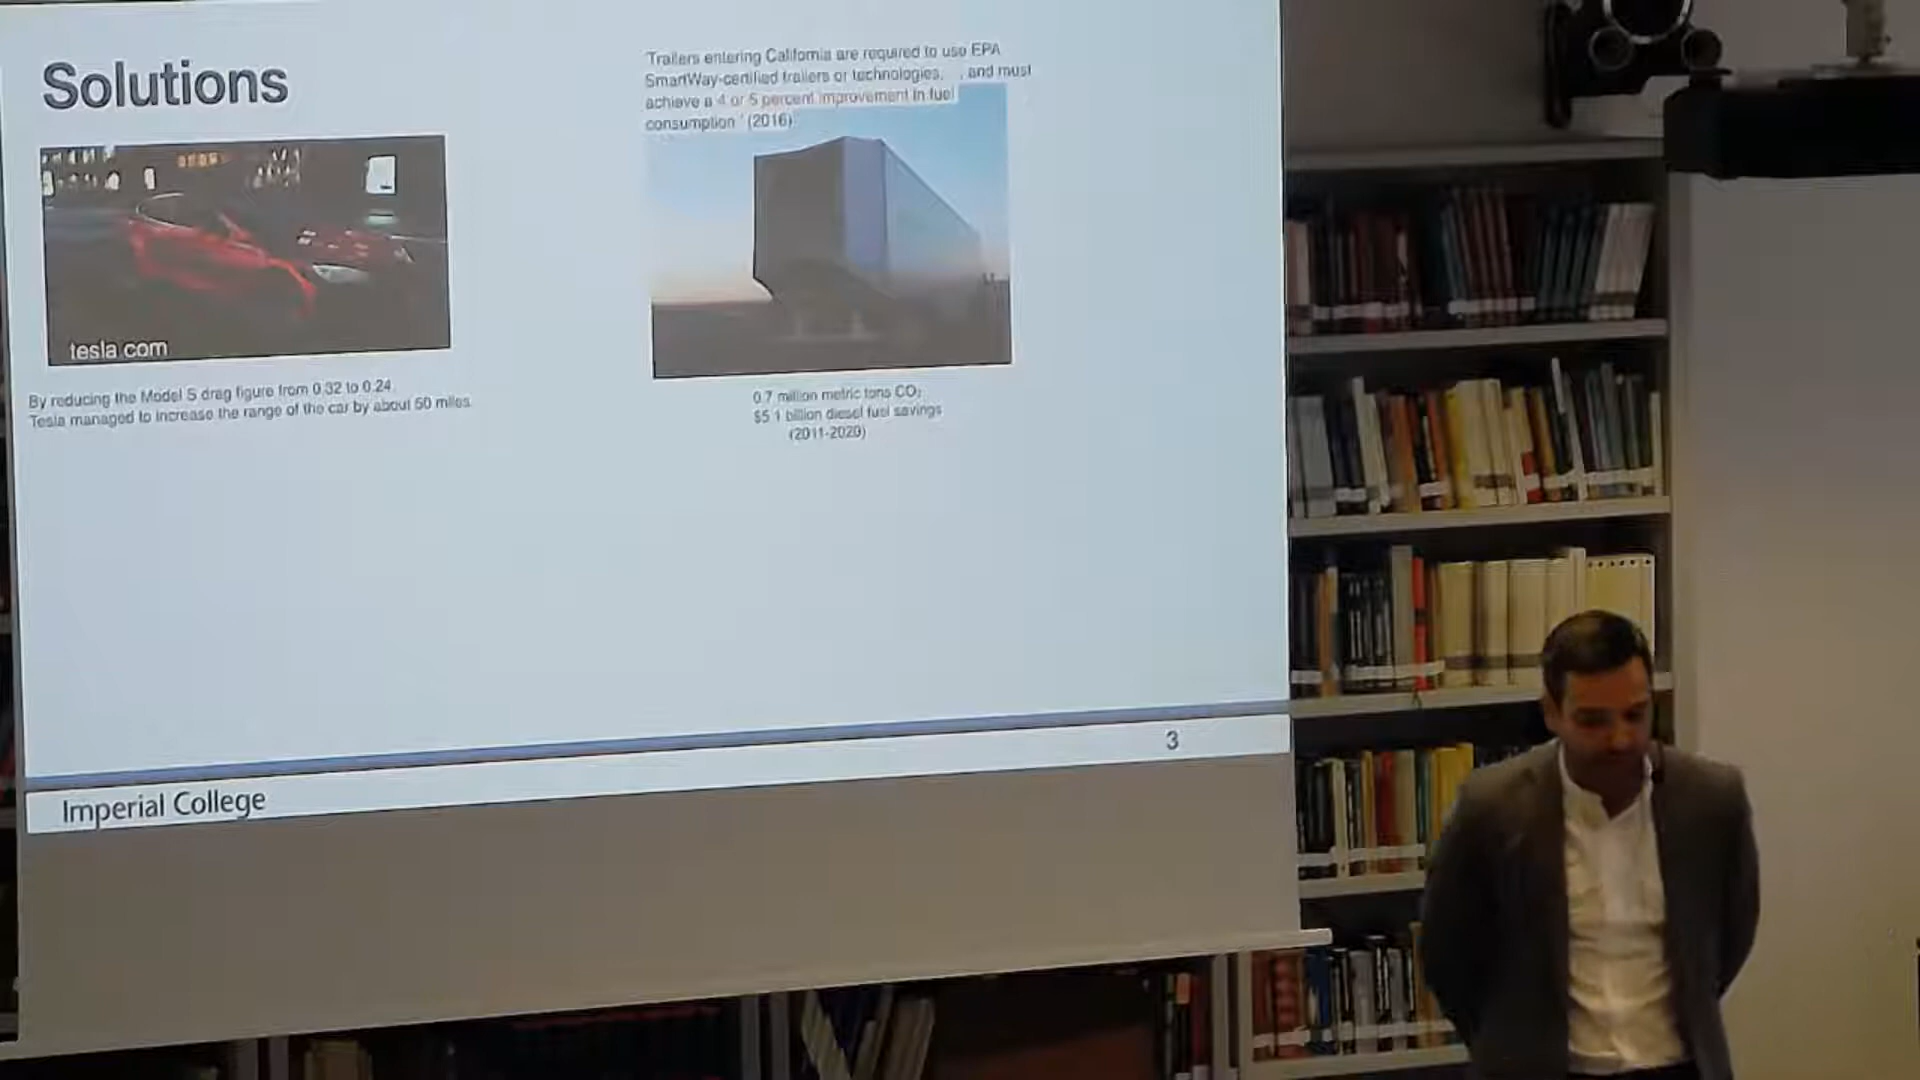 Solutions
'Trailers entering California are required to use EPA
SmartWay-certified trailers or technologies, . . and must
achieve a 4 or 5 percent improvement in fuel
consumption ' (2016)
tesla com
By reducing the Model S drag figure from 0.32 to 0.24,
Tesla managed to increase the range of the car by about 50 miles.
0.7 million metric tons CO₂
$5.1 billion diesel fuel savings
(2011-2020)
3
Imperial College